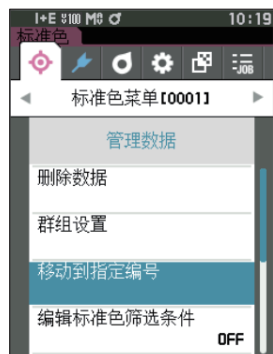 I+E %100 M0 ♂ 10:19
标准色
-JOB
标准色菜单[0001]
管理数据
删除数据
群组设置
移动到指定编号
编辑标准色筛选条件
OFF